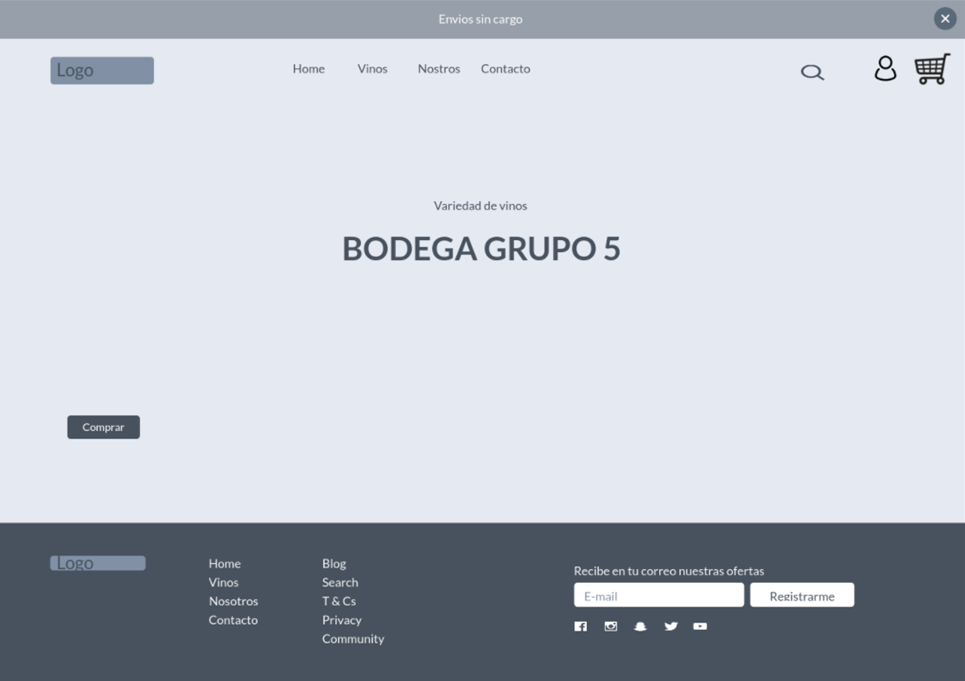 Envios sin cargo
Logo
Home Vinos Nostros Contacto
Variedad de vinos
BODEGA GRUPO 5
Comprar
Logo
Home
Vinos
Nosotros
Contacto
Blog
Search
T & Cs
Privacy
Community
Recibe en tu correo nuestras ofertas
E-mail
Registrarme